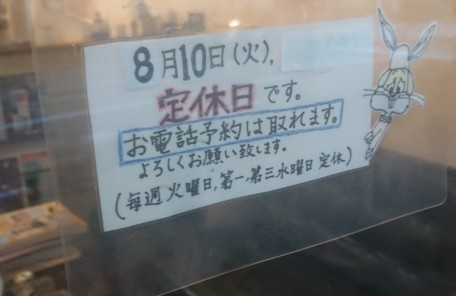 8月10日(火),
定休日です。
お電話予約は取れます。
よろしくお願い致します。
(毎週火曜日,第一,第三水曜日定休)